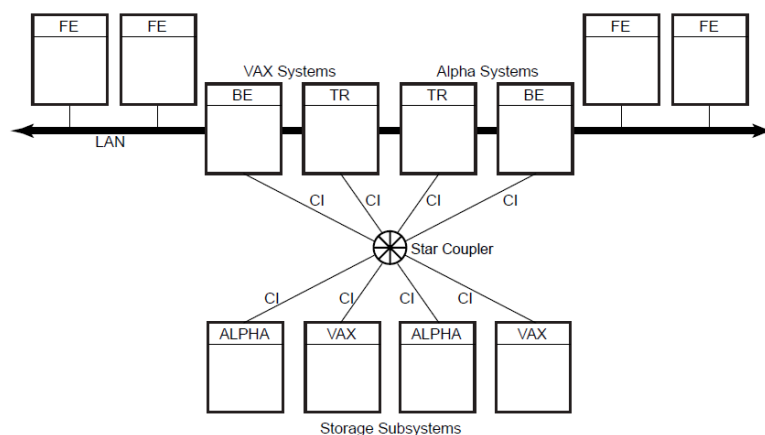 FE
FE
FE
FE
VAX Systems
Alpha Systems
BE
TR
TR
BE
LAN
CI
CI
CI
CI
Star Coupler
CI
CI
CI
CI
ALPHA
VAX
ALPHA
VAX
Storage Subsystems